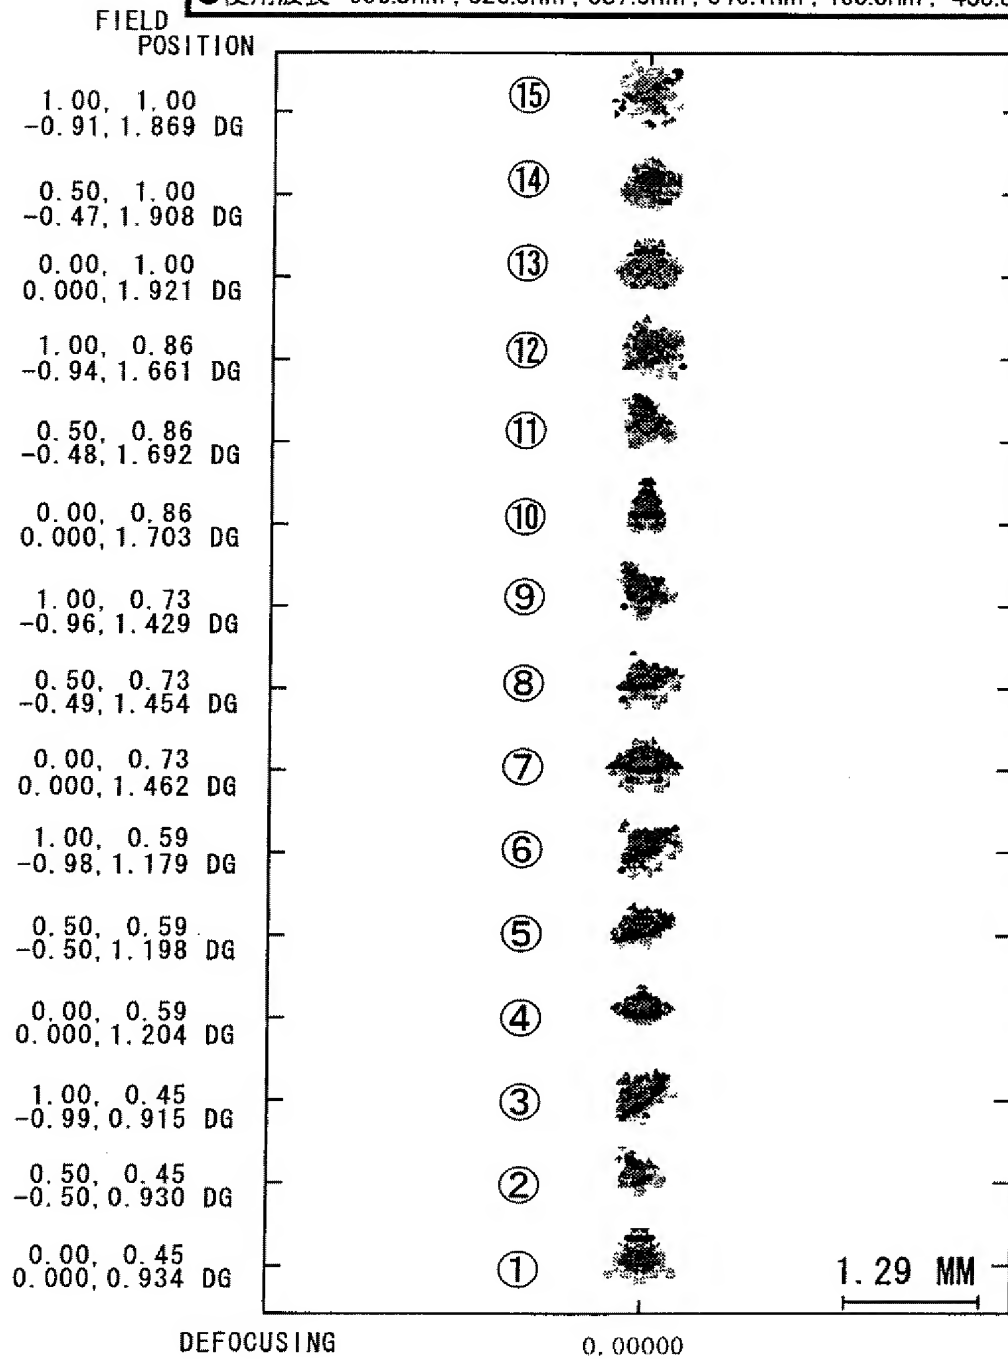 ●使用波長
FIELD
POSITION
1.00, 1.00
-0.91, 1.869 DG
⑮
0.50, 1.00
-0.47, 1.908 DG
⑭
0.00, 1.00
0.000, 1.921 DG
⑬
1.00, 0.86
-0.94, 1.661 DG
⑫
0.50, 0.86
-0.48, 1.692 DG
⑪
0.00, 0.86
0.000, 1.703 DG
⑩
1.00, 0.73
-0.96, 1.429 DG
⑨
0.50, 0.73
-0.49, 1.454 DG
⑧
0.00, 0.73
0.000, 1.462 DG
⑦
1.00, 0.59
-0.98, 1.179 DG
⑥
0.50, 0.59
-0.50, 1.198 DG
⑤
0.00, 0.59
0.000, 1.204 DG
④
1.00, 0.45
-0.99, 0.915 DG
③
0.50, 0.45
-0.50, 0.930 DG
②
0.00, 0.45
0.000, 0.934 DG
①
1.29 MM
DEFOCUSING 0.00000